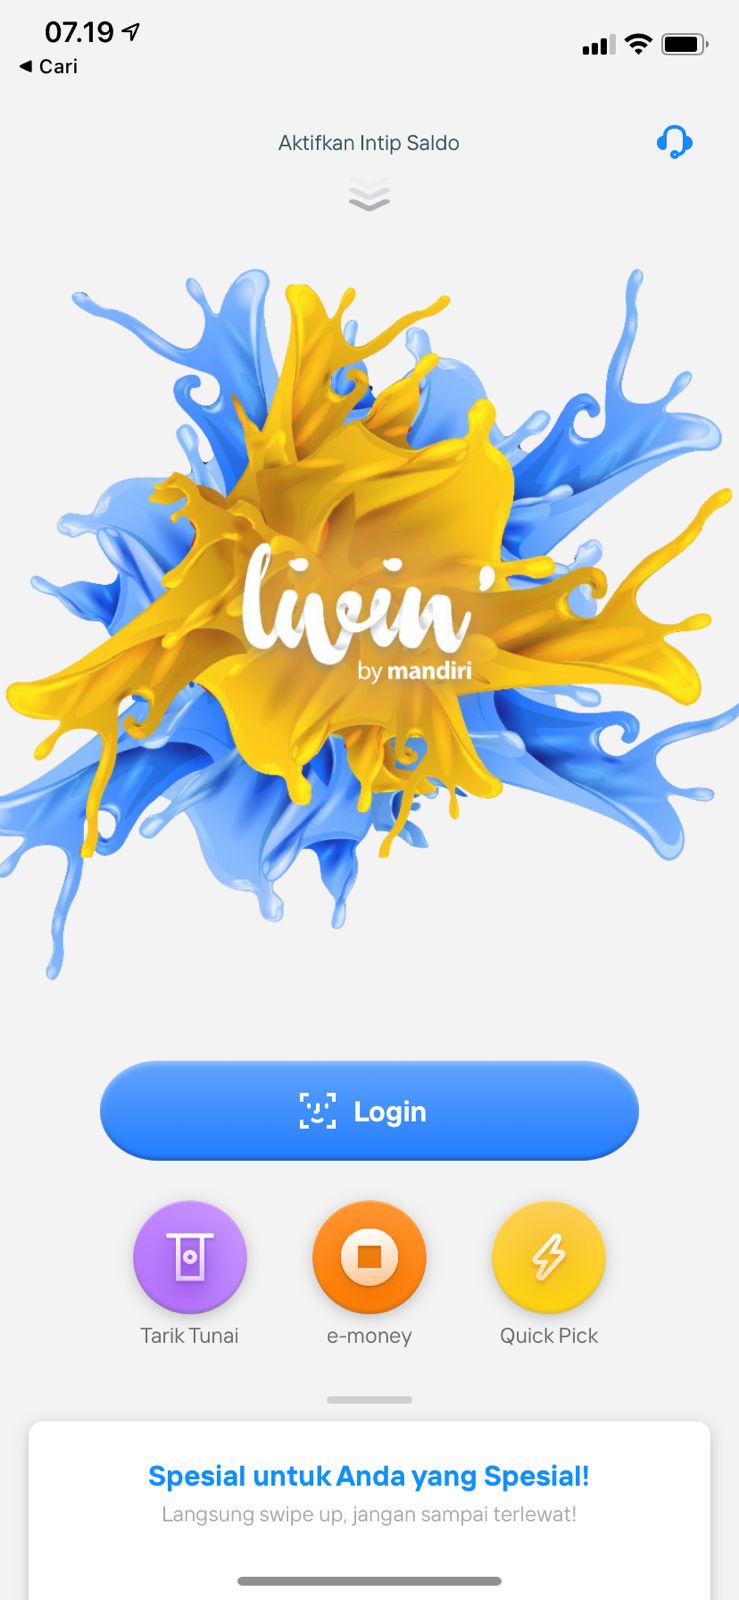 07.19
◀ Cari
Aktifkan Intip Saldo
livin'
by mandiri
Login
Tarik Tunai
e-money
Quick Pick
Spesial untuk Anda yang Spesial!
Langsung swipe up, jangan sampai terlewat!